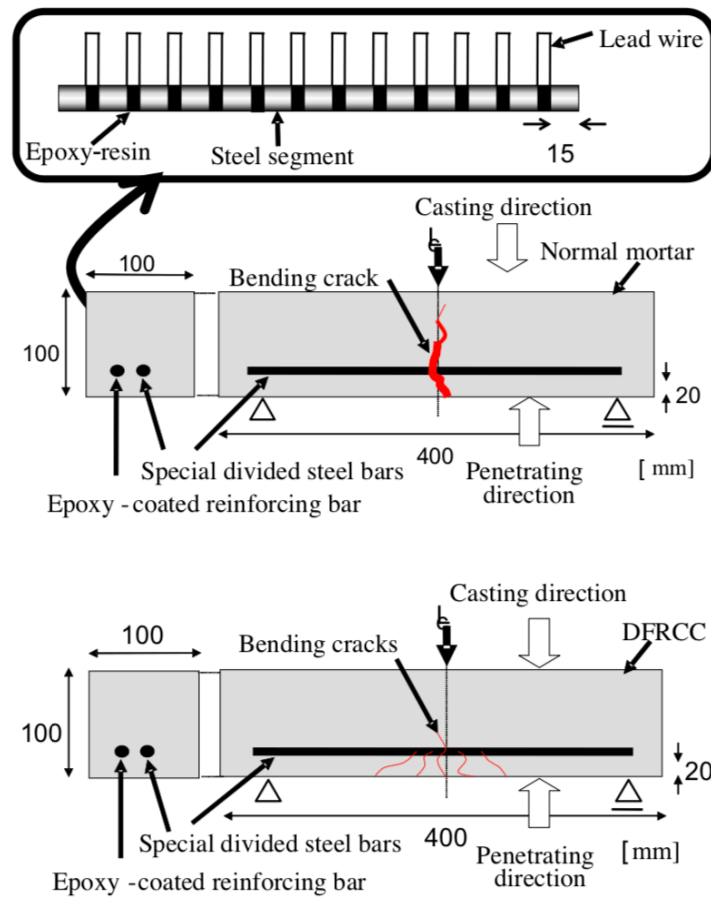 Lead wire
Epoxy-resin
Steel segment
15
Casting direction
100
Normal mortar
Bending crack
100
20
Special divided steel bars
400
Penetrating
direction
[ mm]
Epoxy -coated reinforcing bar
Casting direction
100
Bending cracks
DFRCC
100
20
Special divided steel bars
400
Penetrating
direction
[mm]
Epoxy -coated reinforcing bar